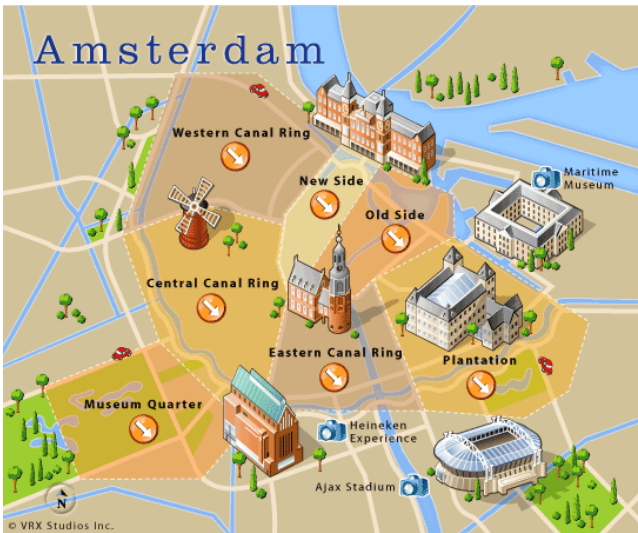 Amsterdam
Western Canal Ring
New Side
Maritime
Museum
Old Side
Central Canal Ring
Eastern Canal Ring
Plantation
Museum Quarter
Heineken
Experience
Ajax Stadium
N
© VRX Studios Inc.